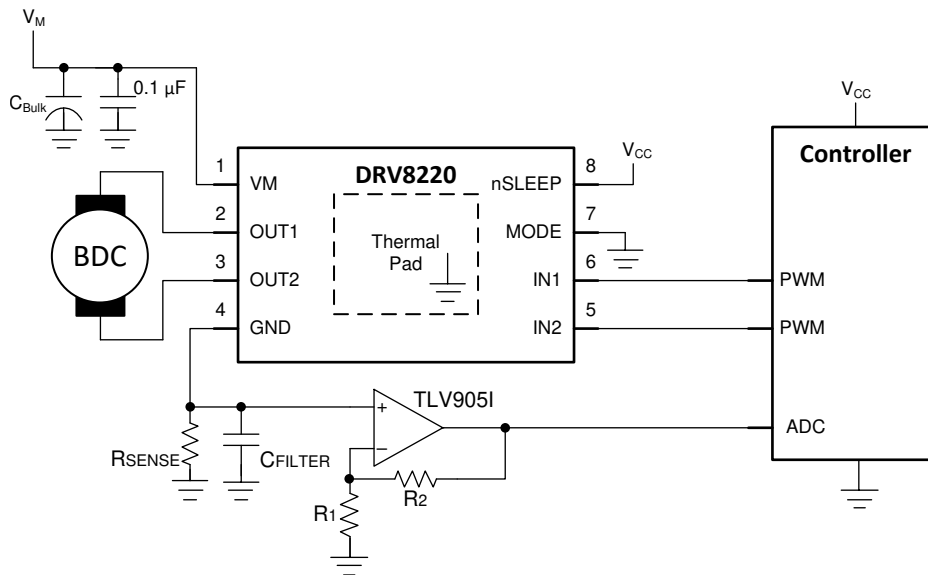 VM
CBulk
0.1 µF
DRV8220
Thermal
Pad
1
VM
2
OUT1
3
OUT2
4
GND
8
nSLEEP
VCC
7
MODE
6
IN1
5
IN2
BDC
VCC
Controller
PWM
PWM
ADC
RSENSE
CFILTER
TLV905I
+
−
R2
R1